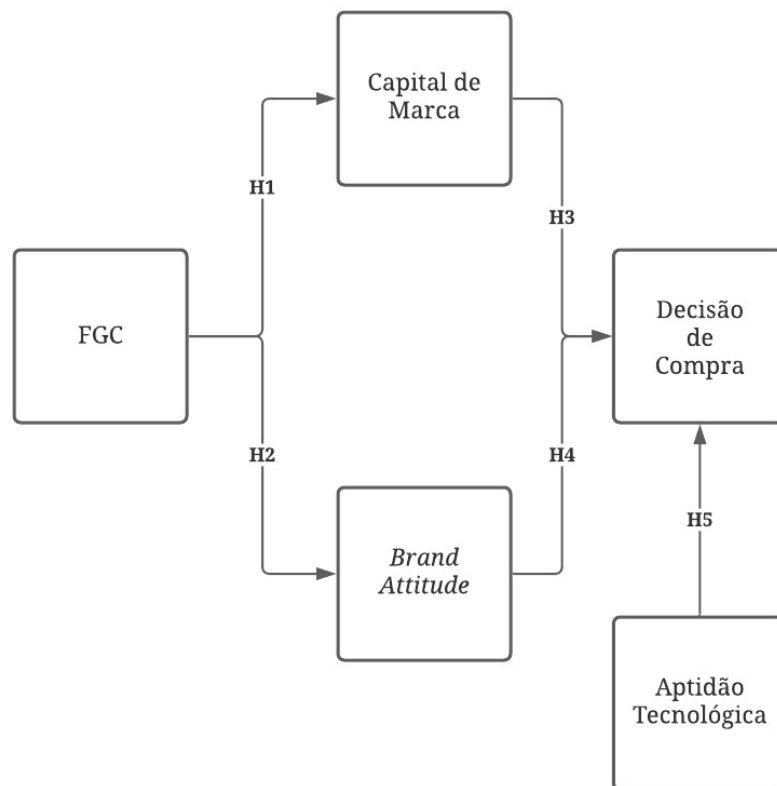 Capital de
Marca
H1
H3
FGC
Decisão
de
Compra
H2
H4
Brand
Attitude
H5
Aptidão
Tecnológica